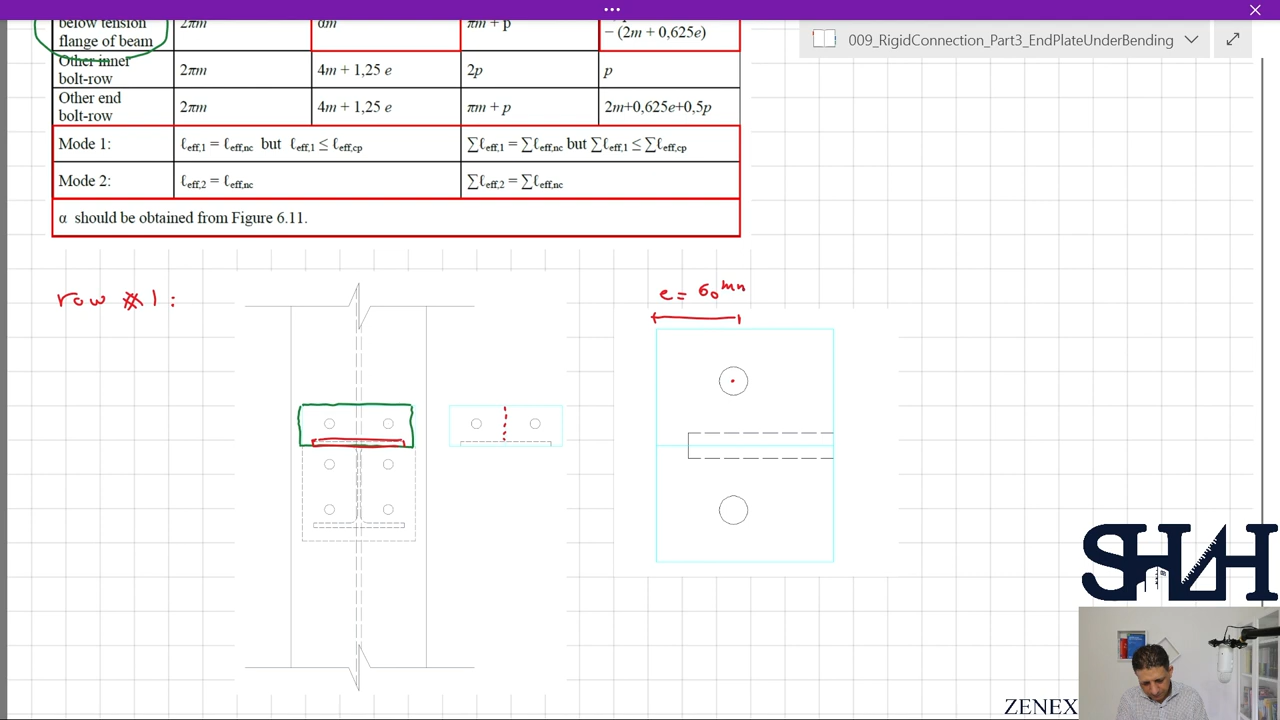 009_RigidConnection_Part3_EndPlateUnderBending
below tension flange of beam 2πm αm πm + p
− (2m + 0,625e)
Other inner bolt-row 2πm 4m + 1,25 e 2p p
Other end bolt-row 2πm 4m + 1,25 e πm + p 2m+0,625e+0,5p
Mode 1: ℓeff,1 = ℓeff,nc but ℓeff,1 ≤ ℓeff,cp ∑ℓeff,1 = ∑ℓeff,nc but ∑ℓeff,1 ≤ ∑ℓeff,cp
Mode 2: ℓeff,2 = ℓeff,nc ∑ℓeff,2 = ∑ℓeff,nc
α should be obtained from Figure 6.11.
row #1:
e = 60 mm
SHZH
ZENEX